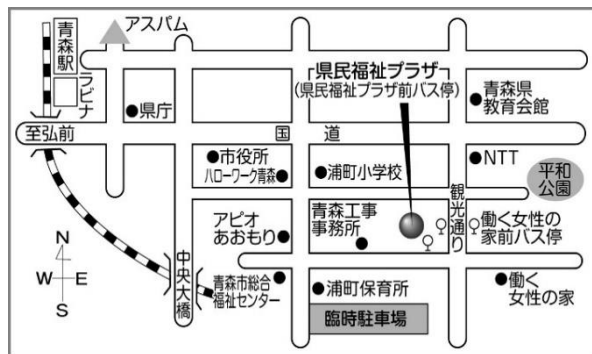 アスパム
青森駅
ラビナ
県庁
県民福祉プラザ
(県民福祉プラザ前バス停)
青森県
教育会館
至弘前
国道
市役所
ハローワーク青森
浦町小学校
NTT
平和
公園
観光通り
アピオ
あおもり
青森工事
事務所
働く女性の
家前バス停
N
W E
S
中央大橋
青森市総合
福祉センター
浦町保育所
働く
女性の家
臨時駐車場